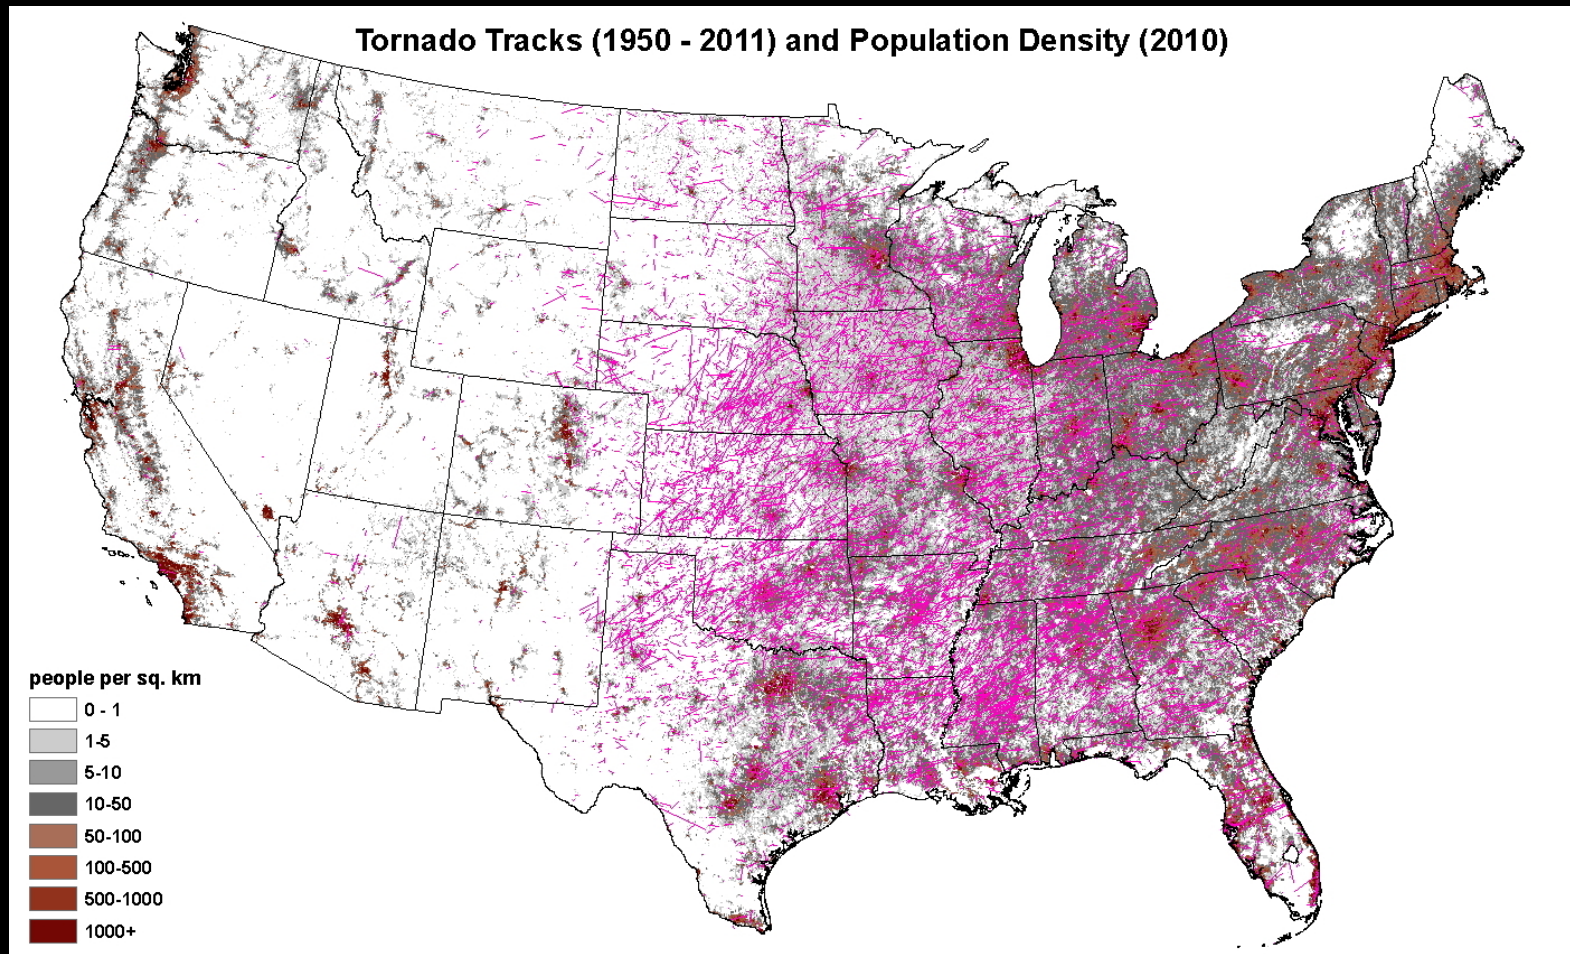 Tornado Tracks (1950 - 2011) and Population Density (2010)
people per sq. km
0 - 1
1-5
5-10
10-50
50-100
100-500
500-1000
1000+